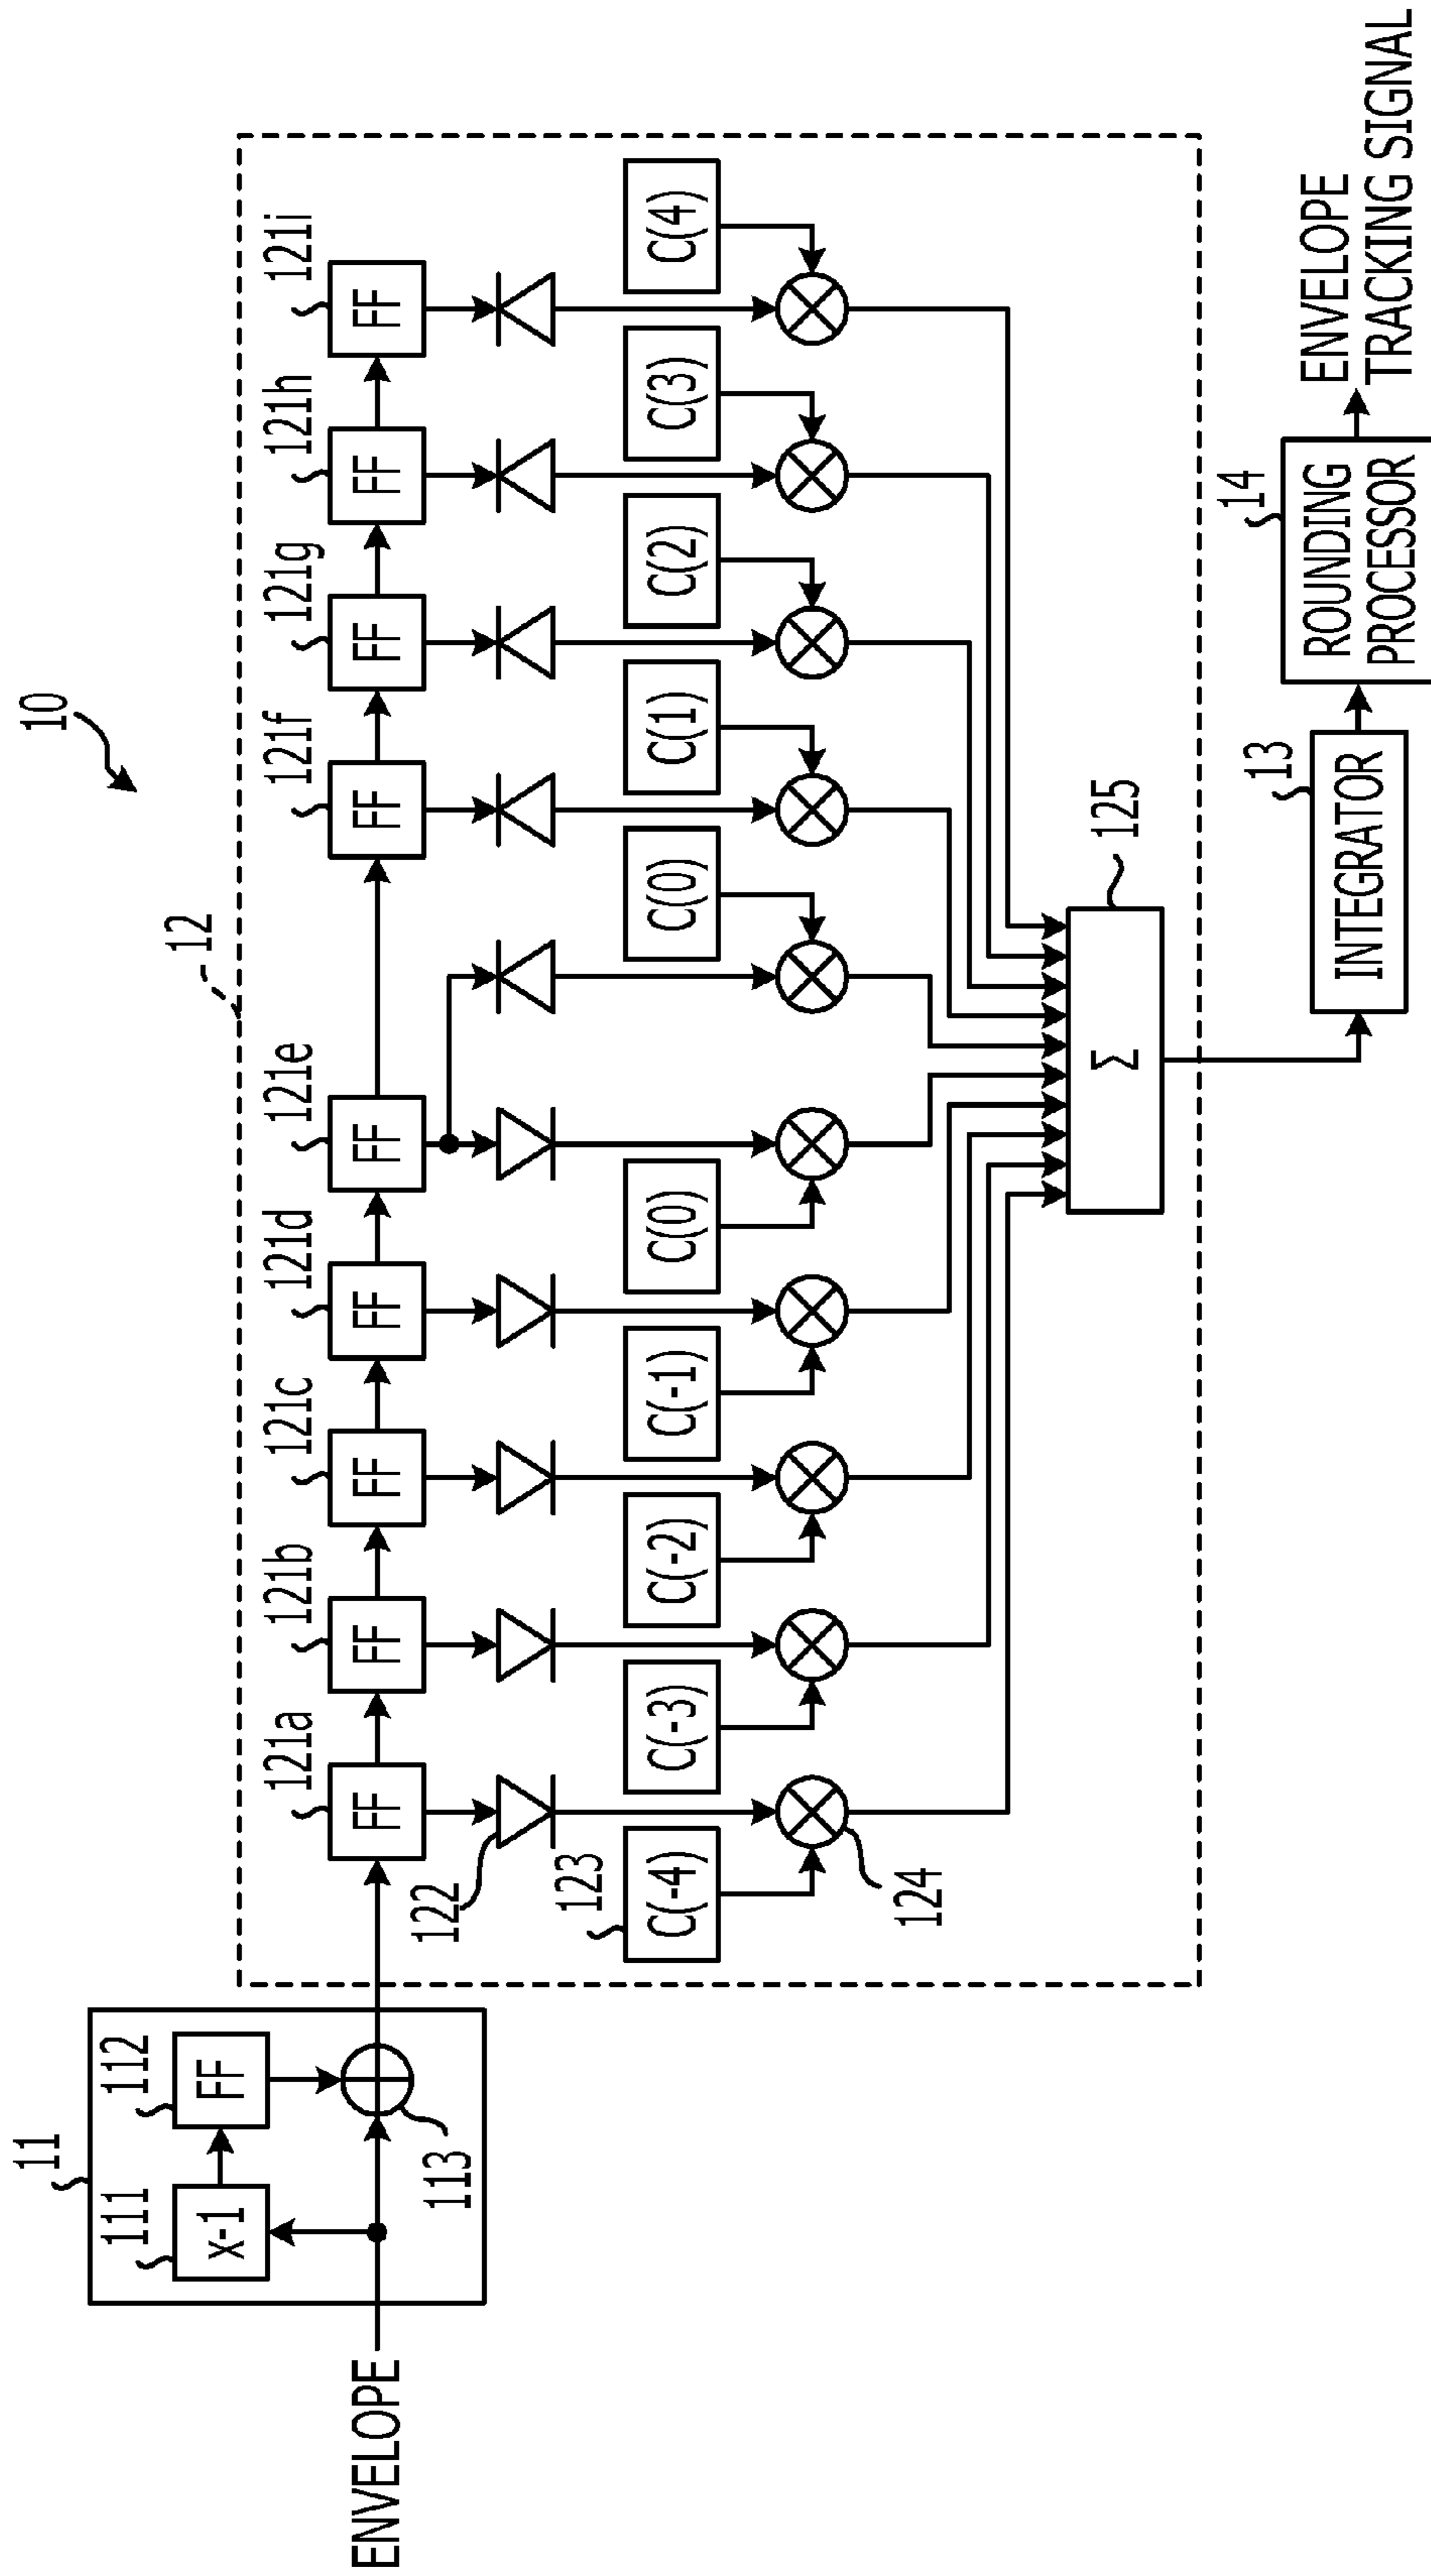 10
11
111
112
x-1
FF
113
ENVELOPE
12
121a
121b
121c
121d
121e
121f
121g
121h
121i
FF
FF
FF
FF
FF
FF
FF
FF
FF
122
123
C(-4)
C(-3)
C(-2)
C(-1)
C(0)
C(0)
C(1)
C(2)
C(3)
C(4)
124
Σ
125
13
INTEGRATOR
14
ROUNDING
PROCESSOR
ENVELOPE
TRACKING SIGNAL